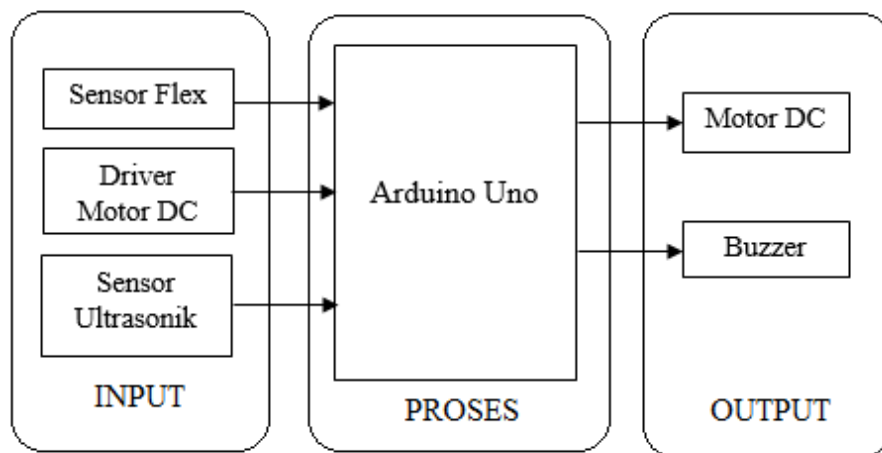 Sensor Flex
Driver
Motor DC
Sensor
Ultrasonik
INPUT
Arduino Uno
PROSES
Motor DC
Buzzer
OUTPUT